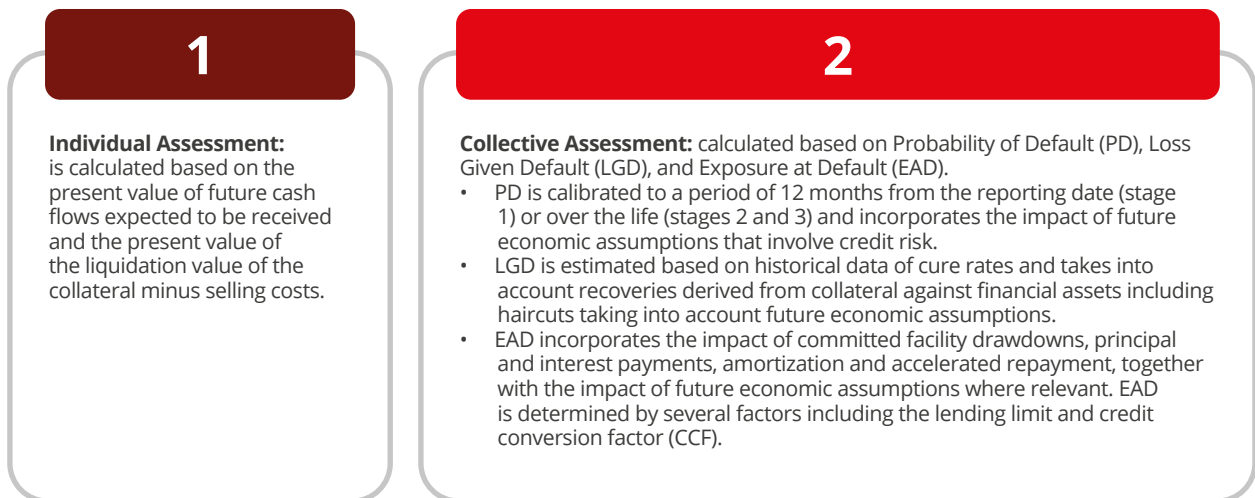 1
Individual Assessment:
is calculated based on the
present value of future cash
flows expected to be received
and the present value of
the liquidation value of the
collateral minus selling costs.
2
Collective Assessment: calculated based on Probability of Default (PD), Loss
Given Default (LGD), and Exposure at Default (EAD).
• PD is calibrated to a period of 12 months from the reporting date (stage
1) or over the life (stages 2 and 3) and incorporates the impact of future
economic assumptions that involve credit risk.
• LGD is estimated based on historical data of cure rates and takes into
account recoveries derived from collateral against financial assets including
haircuts taking into account future economic assumptions.
• EAD incorporates the impact of committed facility drawdowns, principal
and interest payments, amortization and accelerated repayment, together
with the impact of future economic assumptions where relevant. EAD
is determined by several factors including the lending limit and credit
conversion factor (CCF).